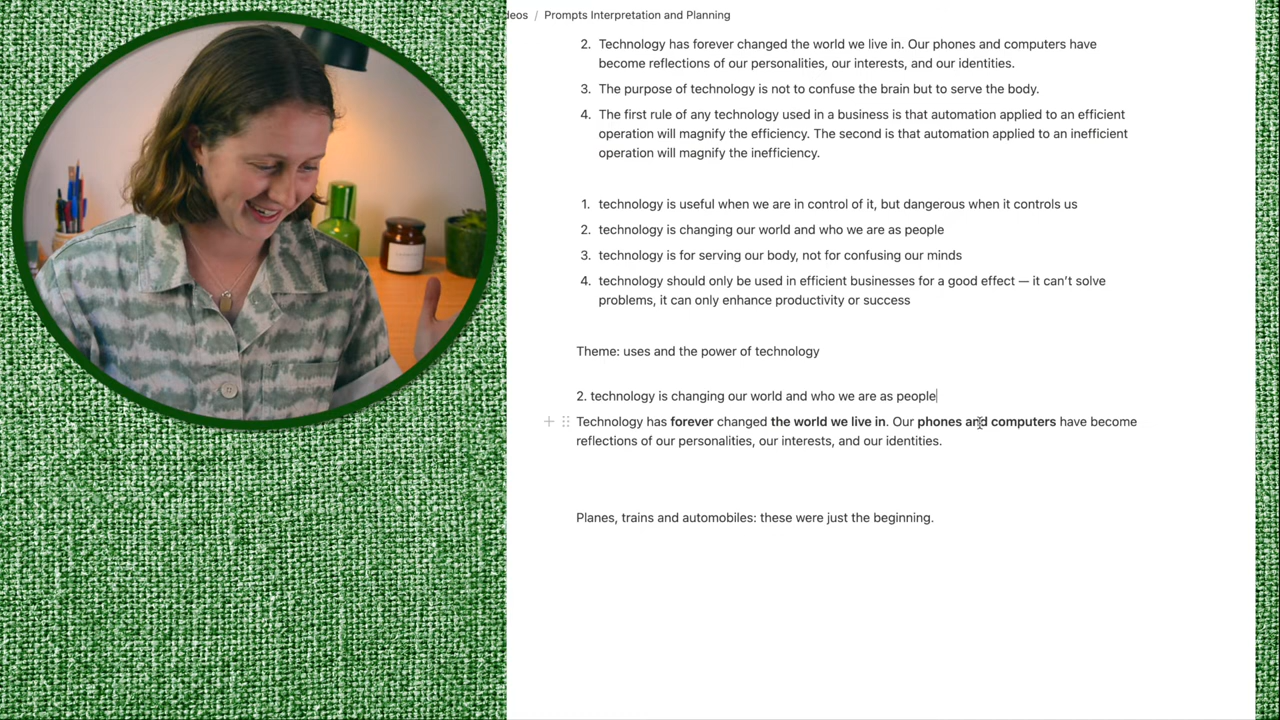 deos / Prompts Interpretation and Planning
2. Technology has forever changed the world we live in. Our phones and computers have
become reflections of our personalities, our interests, and our identities.
3. The purpose of technology is not to confuse the brain but to serve the body.
4. The first rule of any technology used in a business is that automation applied to an efficient
operation will magnify the efficiency. The second is that automation applied to an inefficient
operation will magnify the inefficiency.
1. technology is useful when we are in control of it, but dangerous when it controls us
2. technology is changing our world and who we are as people
3. technology is for serving our body, not for confusing our minds
4. technology should only be used in efficient businesses for a good effect — it can’t solve
problems, it can only enhance productivity or success
Theme: uses and the power of technology
2. technology is changing our world and who we are as people
Technology has forever changed the world we live in. Our phones and computers have become
reflections of our personalities, our interests, and our identities.
Planes, trains and automobiles: these were just the beginning.